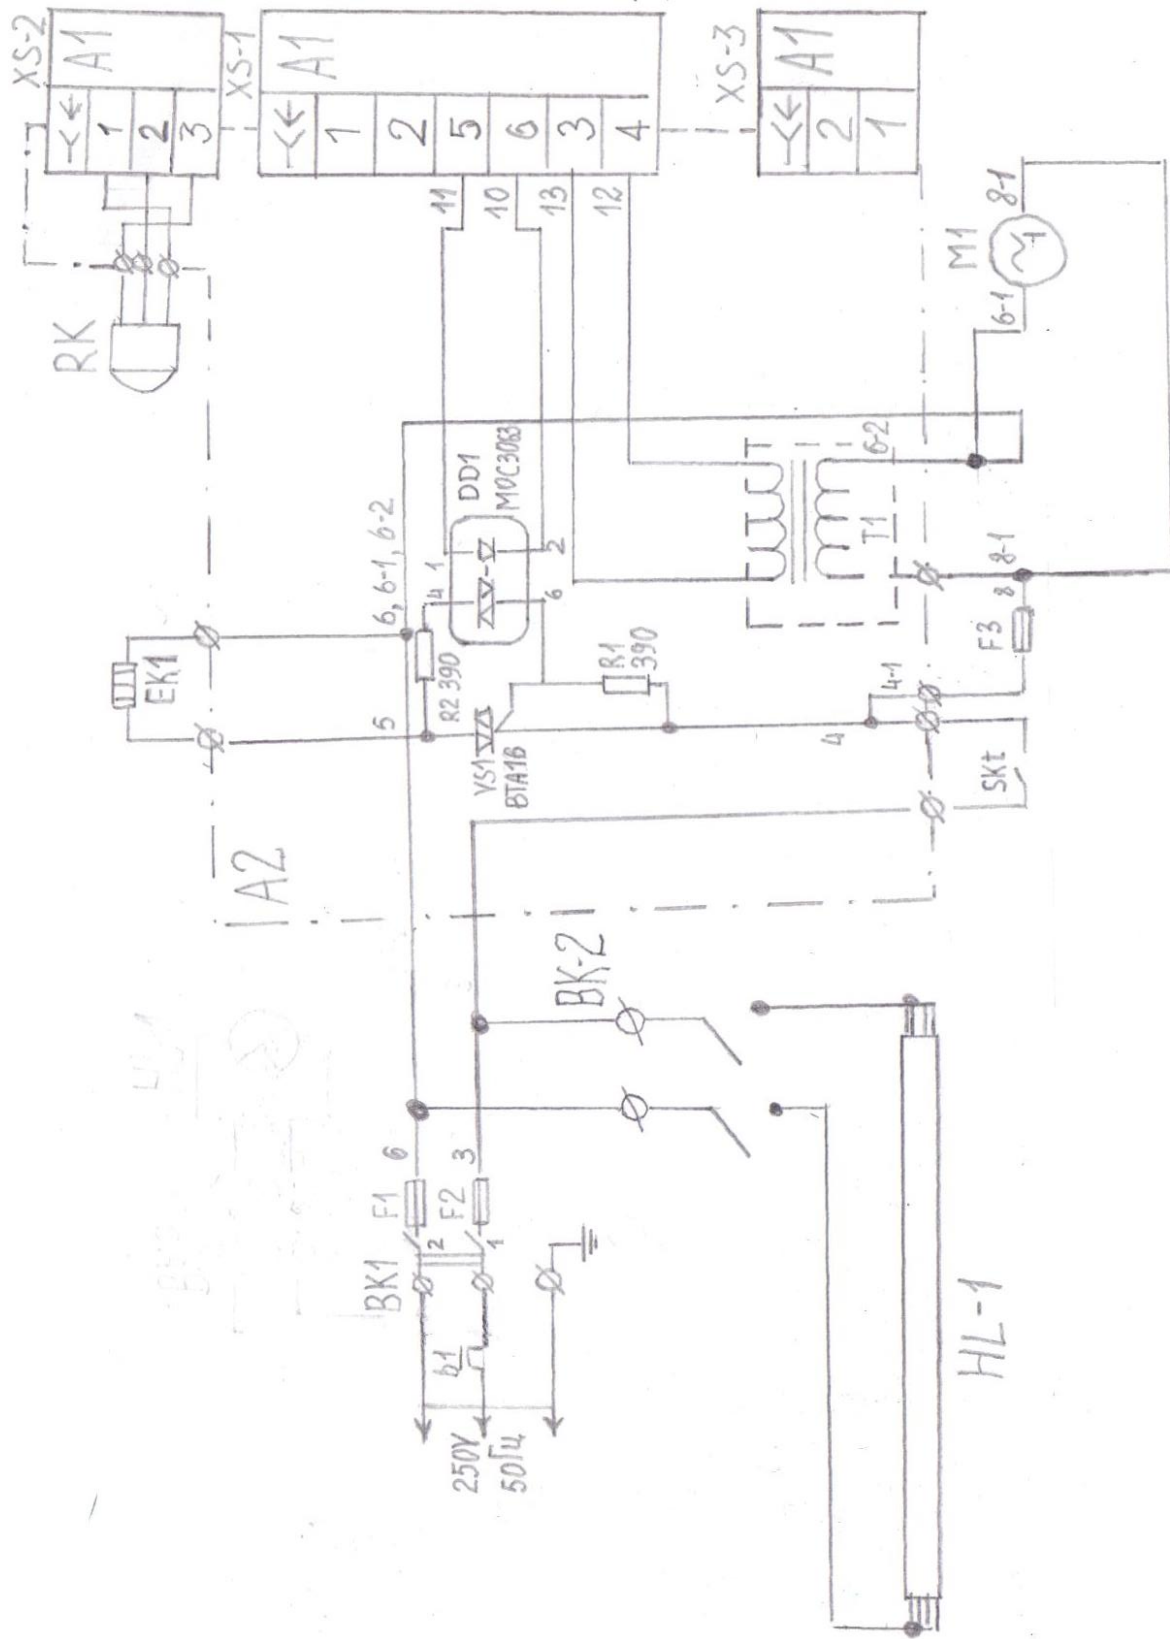 XS-2
A1
1
2
3
XS-1
A1
1
2
5
6
3
4
XS-3
A1
2
1
RK
11
10
13
12
M1
8-1
6-1
EK1
6, 6-1, 6-2
5
DD1
MOC3063
1
4
2
6
R2 390
R1
390
VS1
BTA16
T1
6-2
8-1
8
F3
4-1
4
SKt
A2
BK-2
BK1
F1
6
F2
3
2
1
b1
250V
50Гц
HL-1